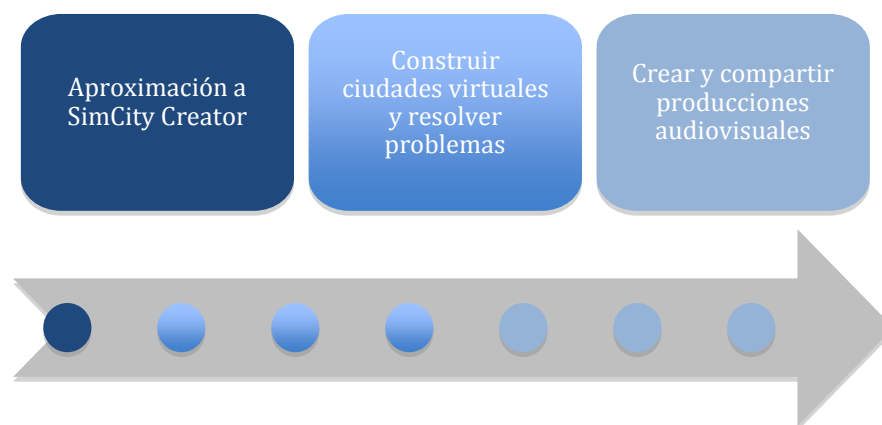 Aproximación a
SimCity Creator
Construir
ciudades virtuales
y resolver
problemas
Crear y compartir
producciones
audiovisuales